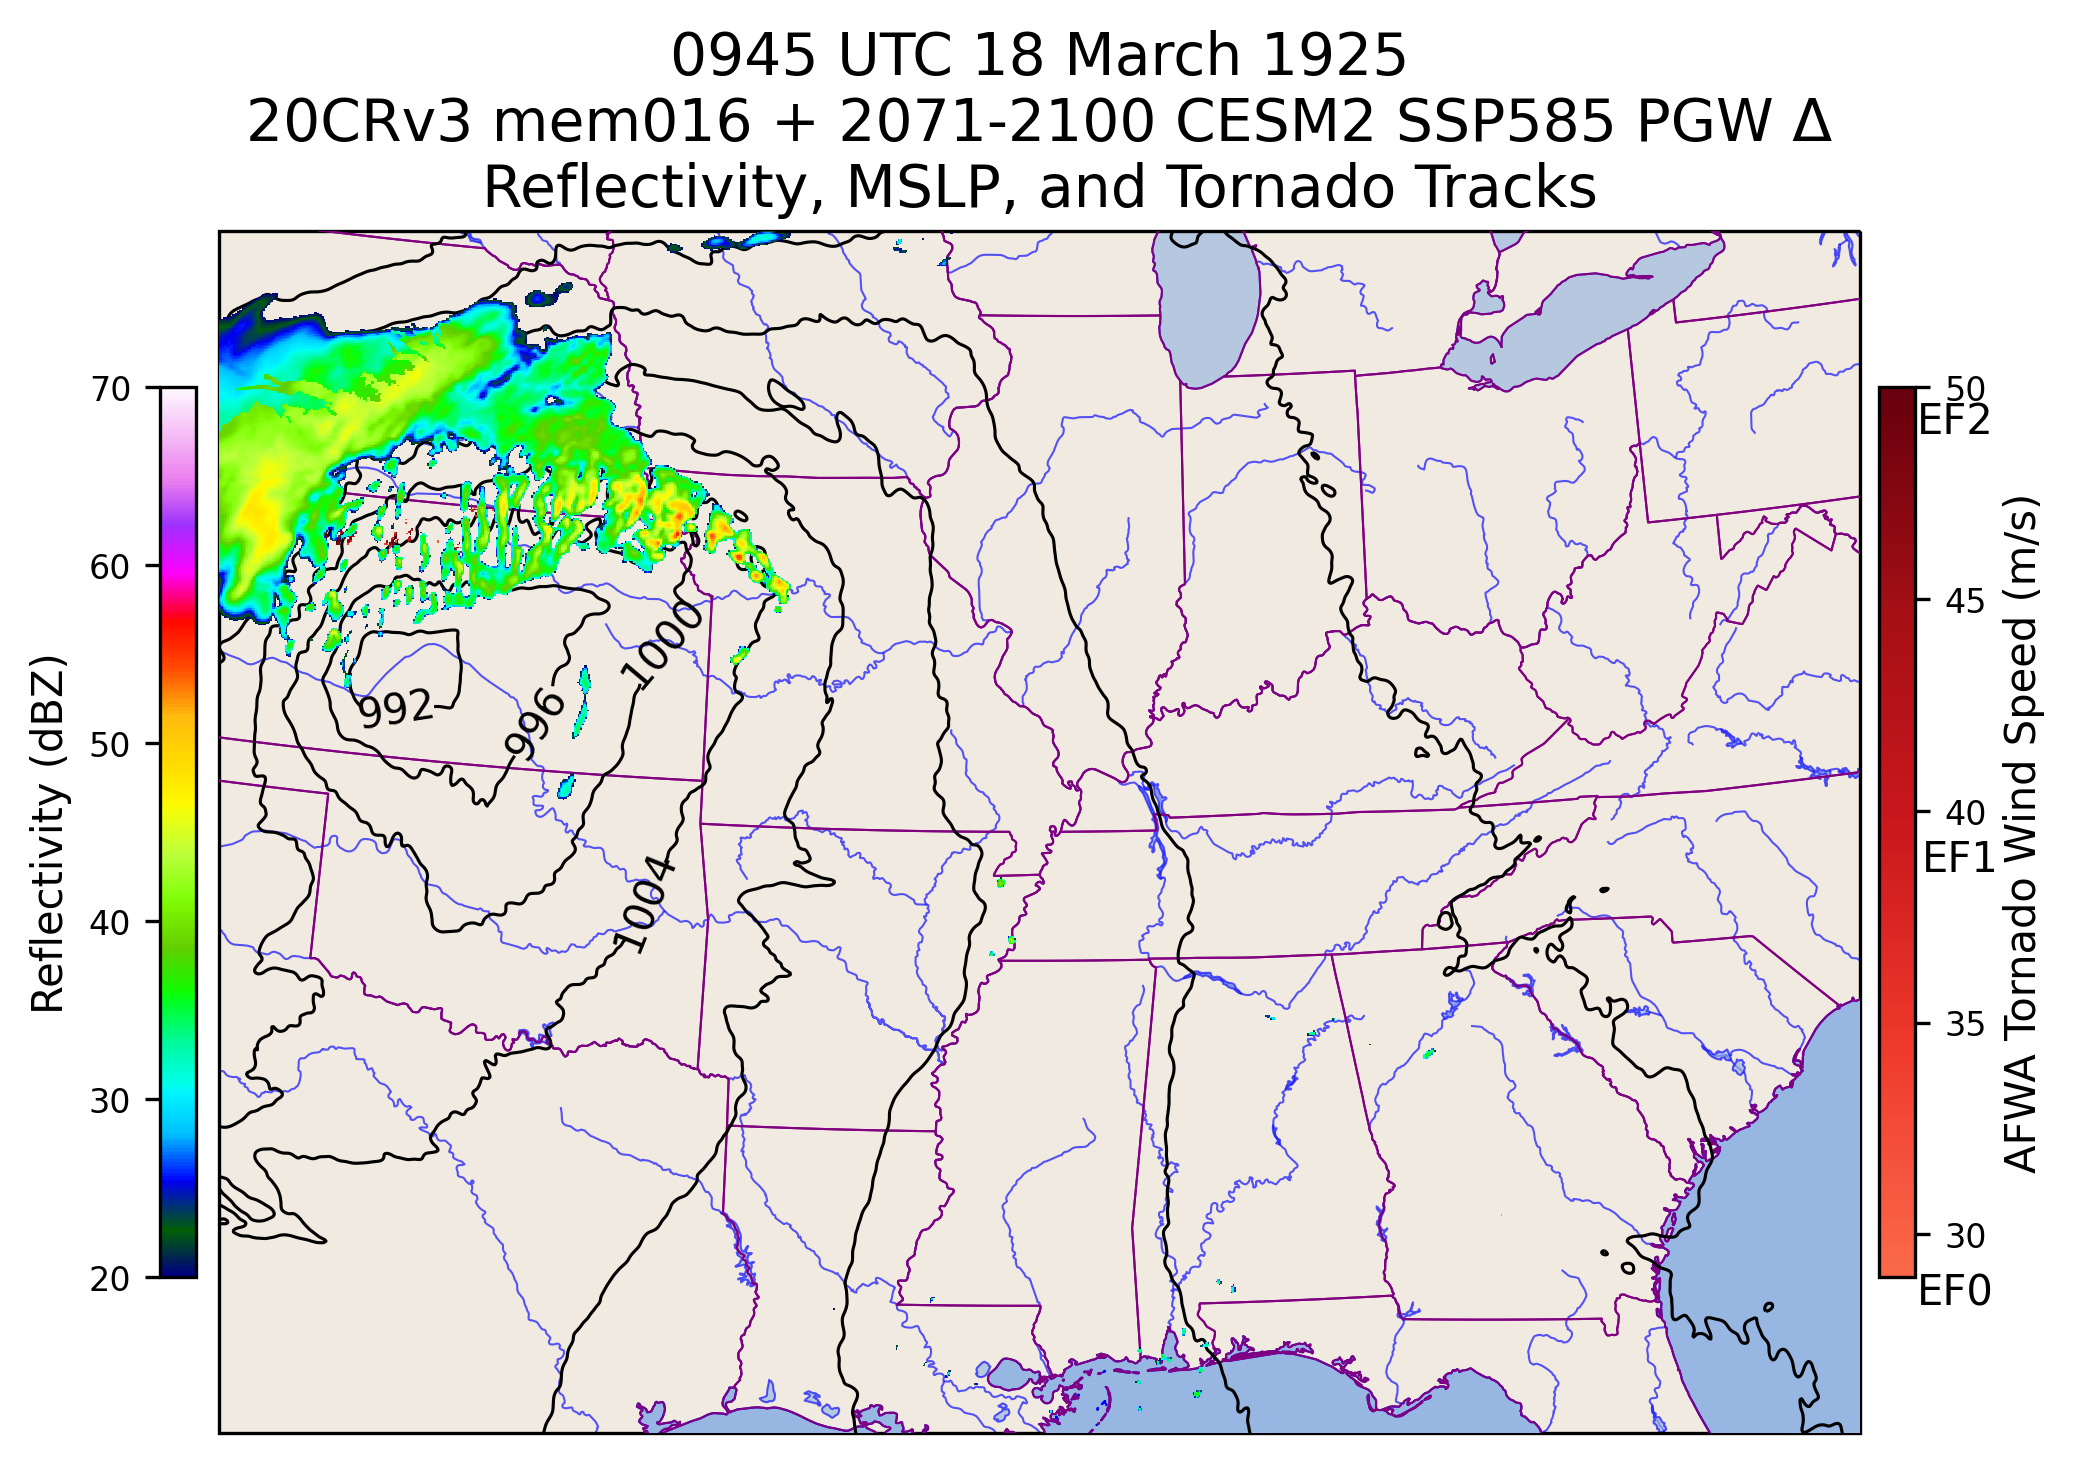 0945 UTC 18 March 1925
20CRv3 mem016 + 2071-2100 CESM2 SSP585 PGW Δ
Reflectivity, MSLP, and Tornado Tracks
Reflectivity (dBZ)
70
60
50
40
30
20
992
996
1000
1004
50
EF2
45
40
EF1
35
30
EF0
AFWA Tornado Wind Speed (m/s)